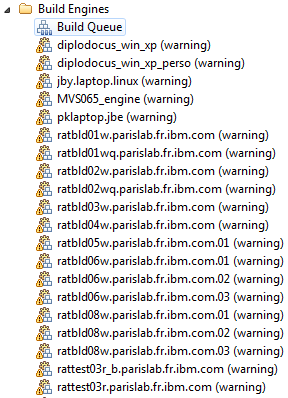 Build Engines
Build Queue
diplodocus_win_xp (warning)
diplodocus_win_xp_perso (warning)
jby.laptop.linux (warning)
MVS065_engine (warning)
pklaptop.jbe (warning)
ratbld01w.parislab.fr.ibm.com (warning)
ratbld01wq.parislab.fr.ibm.com (warning)
ratbld02w.parislab.fr.ibm.com (warning)
ratbld02wq.parislab.fr.ibm.com (warning)
ratbld03w.parislab.fr.ibm.com (warning)
ratbld04w.parislab.fr.ibm.com (warning)
ratbld05w.parislab.fr.ibm.com.01 (warning)
ratbld06w.parislab.fr.ibm.com.01 (warning)
ratbld06w.parislab.fr.ibm.com.02 (warning)
ratbld06w.parislab.fr.ibm.com.03 (warning)
ratbld08w.parislab.fr.ibm.com.01 (warning)
ratbld08w.parislab.fr.ibm.com.02 (warning)
ratbld08w.parislab.fr.ibm.com.03 (warning)
rattest03r_b.parislab.fr.ibm.com (warning)
rattest03r.parislab.fr.ibm.com (warning)